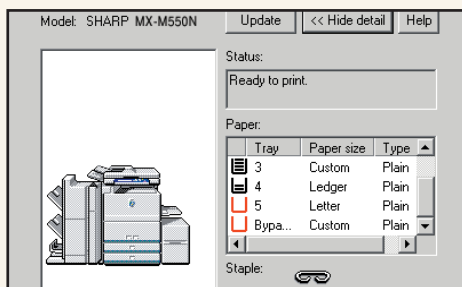 Model: SHARP MX-M550N Update << Hide detail Help
Status:
Ready to print.
Paper:
Tray Paper size Type
3 Custom Plain
4 Ledger Plain
5 Letter Plain
Bypa... Custom Plain
Staple: